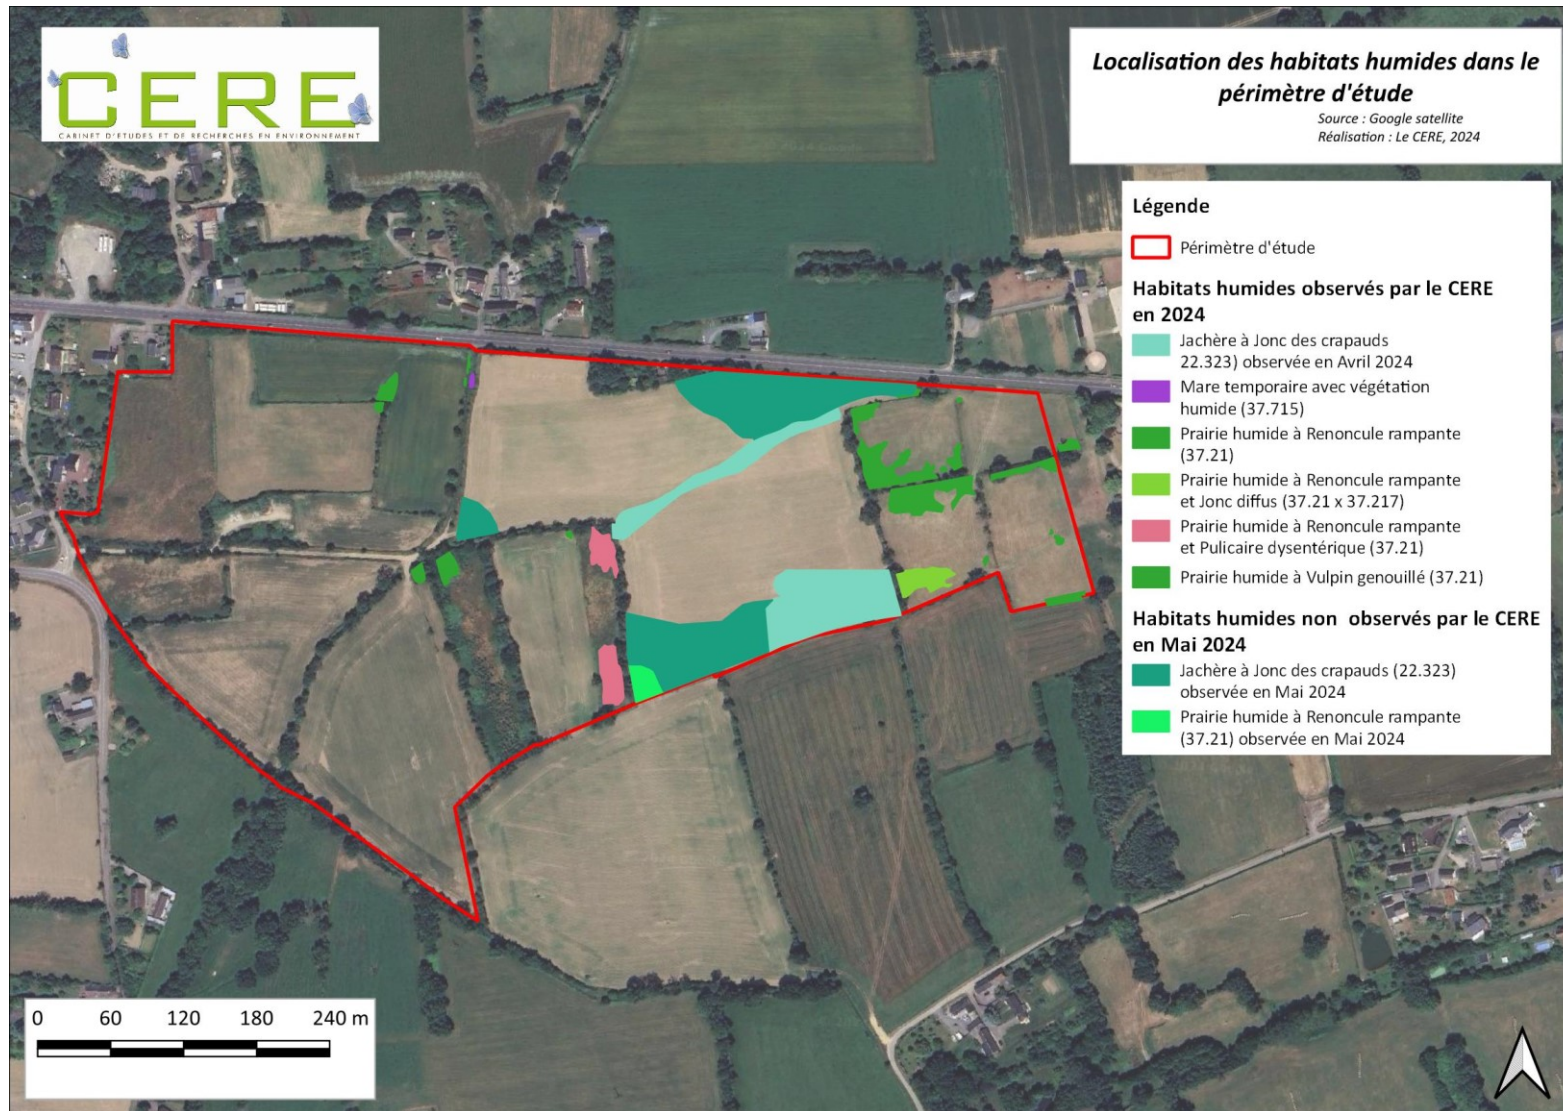 CERE
CABINET D'ETUDES ET DE RECHERCHES EN ENVIRONNEMENT
Localisation des habitats humides dans le
périmètre d'étude
Source : Google satellite
Réalisation : Le CERE, 2024
Légende
Périmètre d'étude
Habitats humides observés par le CERE
en 2024
Jachère à Jonc des crapauds
22.323) observée en Avril 2024
Mare temporaire avec végétation
humide (37.715)
Prairie humide à Renoncule rampante
(37.21)
Prairie humide à Renoncule rampante
et Jonc diffus (37.21 x 37.217)
Prairie humide à Renoncule rampante
et Pulicaire dysentérique (37.21)
Prairie humide à Vulpin genouillé (37.21)
Habitats humides non observés par le CERE
en Mai 2024
Jachère à Jonc des crapauds (22.323)
observée en Mai 2024
Prairie humide à Renoncule rampante
(37.21) observée en Mai 2024
0 60 120 180 240 m